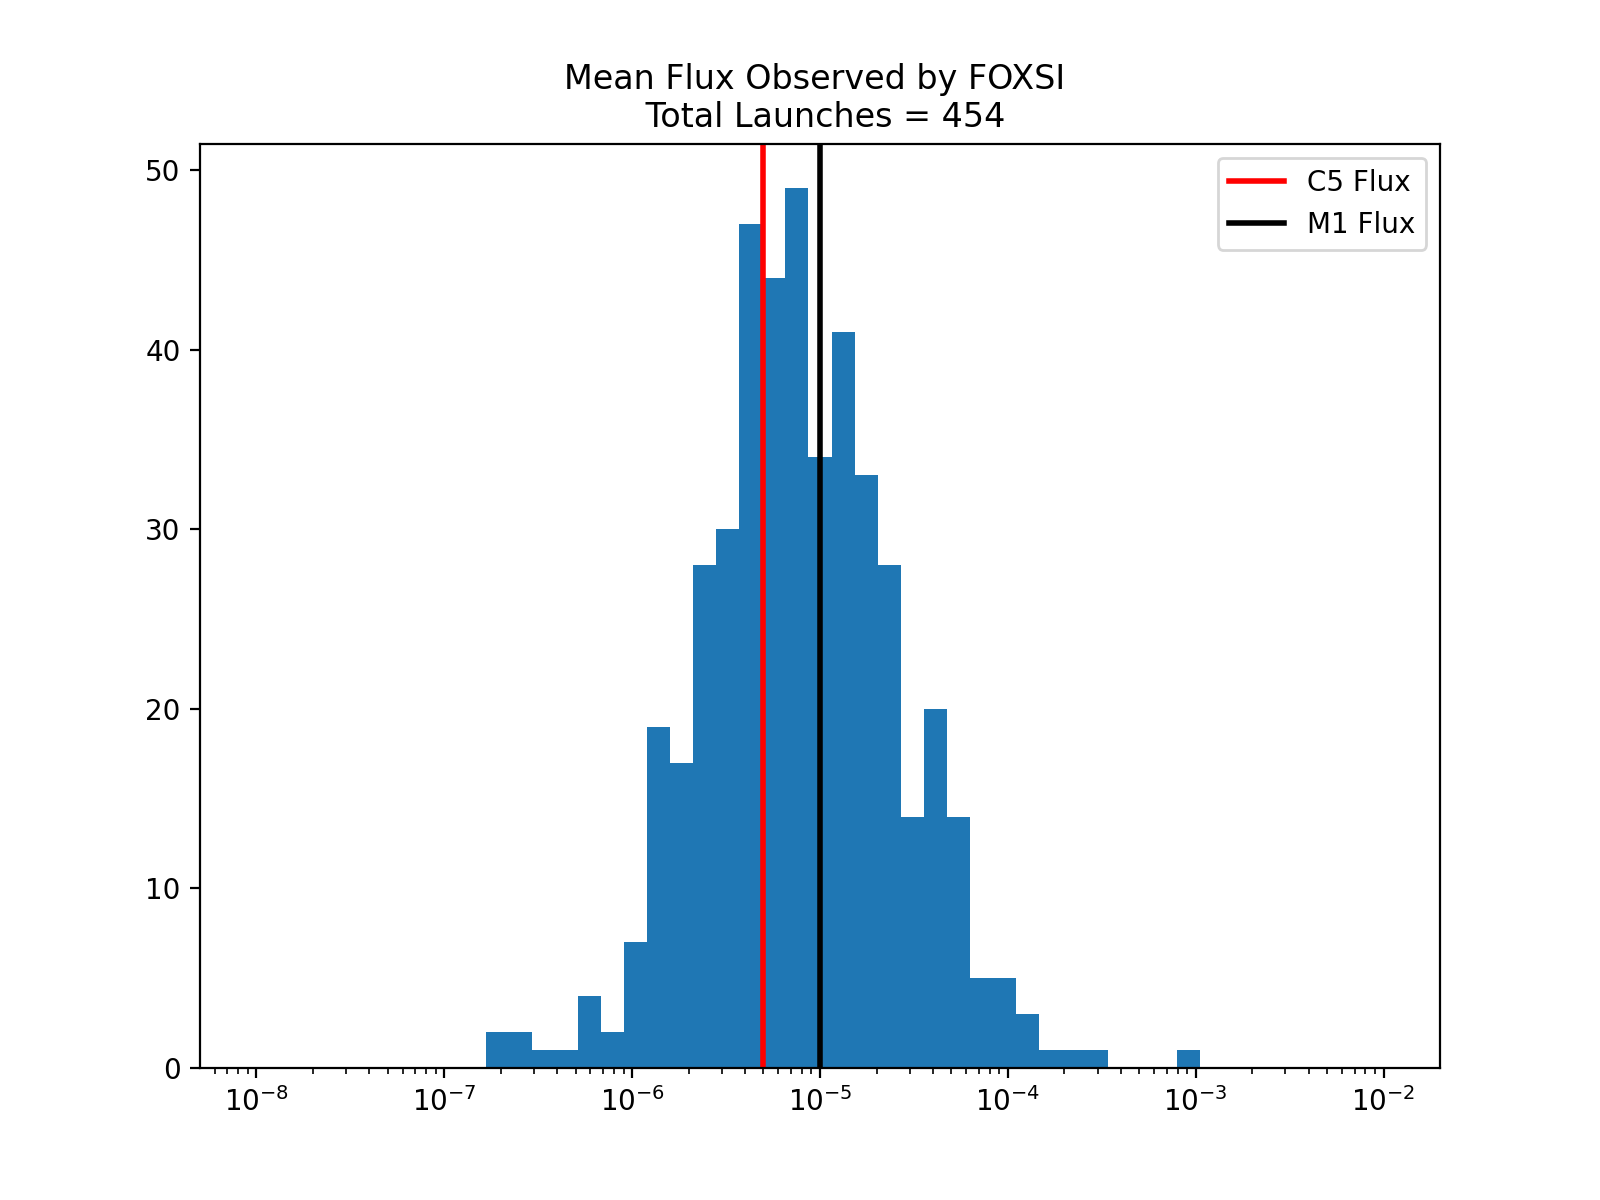 Mean Flux Observed by FOXSI
Total Launches = 454
C5 Flux
M1 Flux
50
40
30
20
10
0
10⁻⁸ 10⁻⁷ 10⁻⁶ 10⁻⁵ 10⁻⁴ 10⁻³ 10⁻²